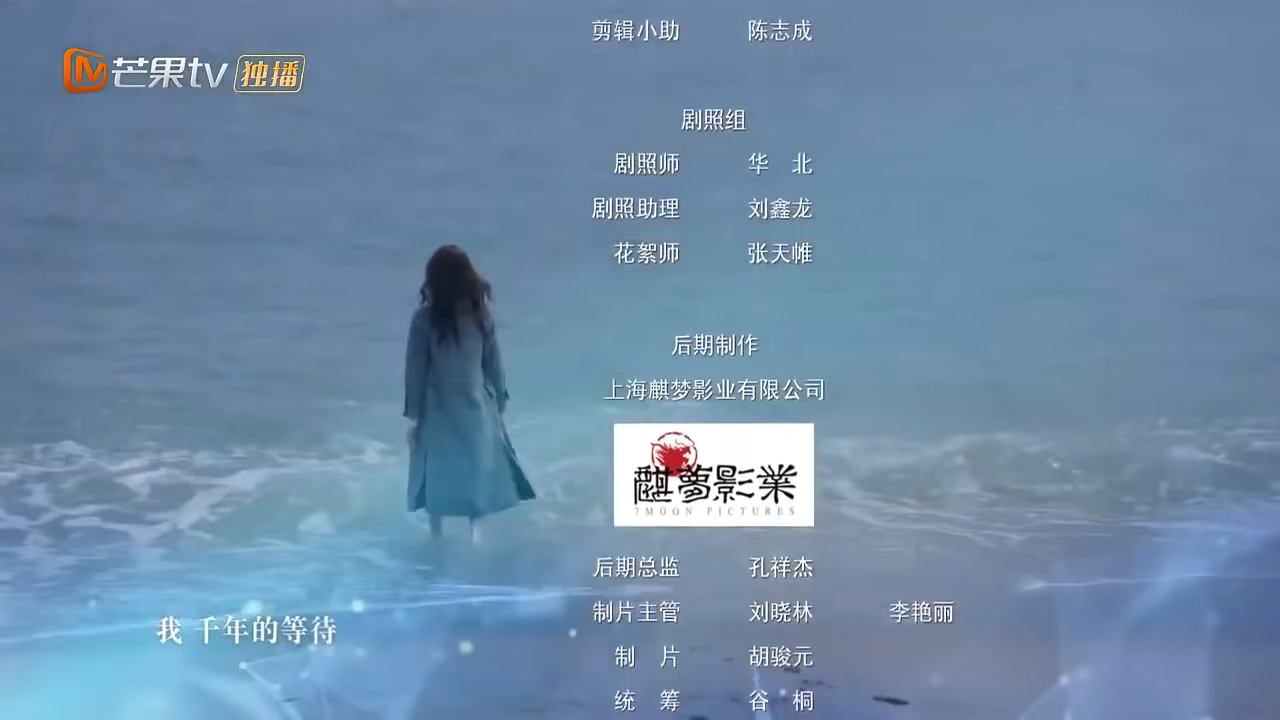 剪辑小助 陈志成
芒果tv 独播
剧照组
剧照师 华 北
剧照助理 刘鑫龙
花絮师 张天帷
后期制作
上海麒梦影业有限公司
麒夢影業
7MOON PICTURES
后期总监 孔祥杰
制片主管 刘晓林 李艳丽
我 千年的等待
制 片 胡骏元
统 筹 谷 桐